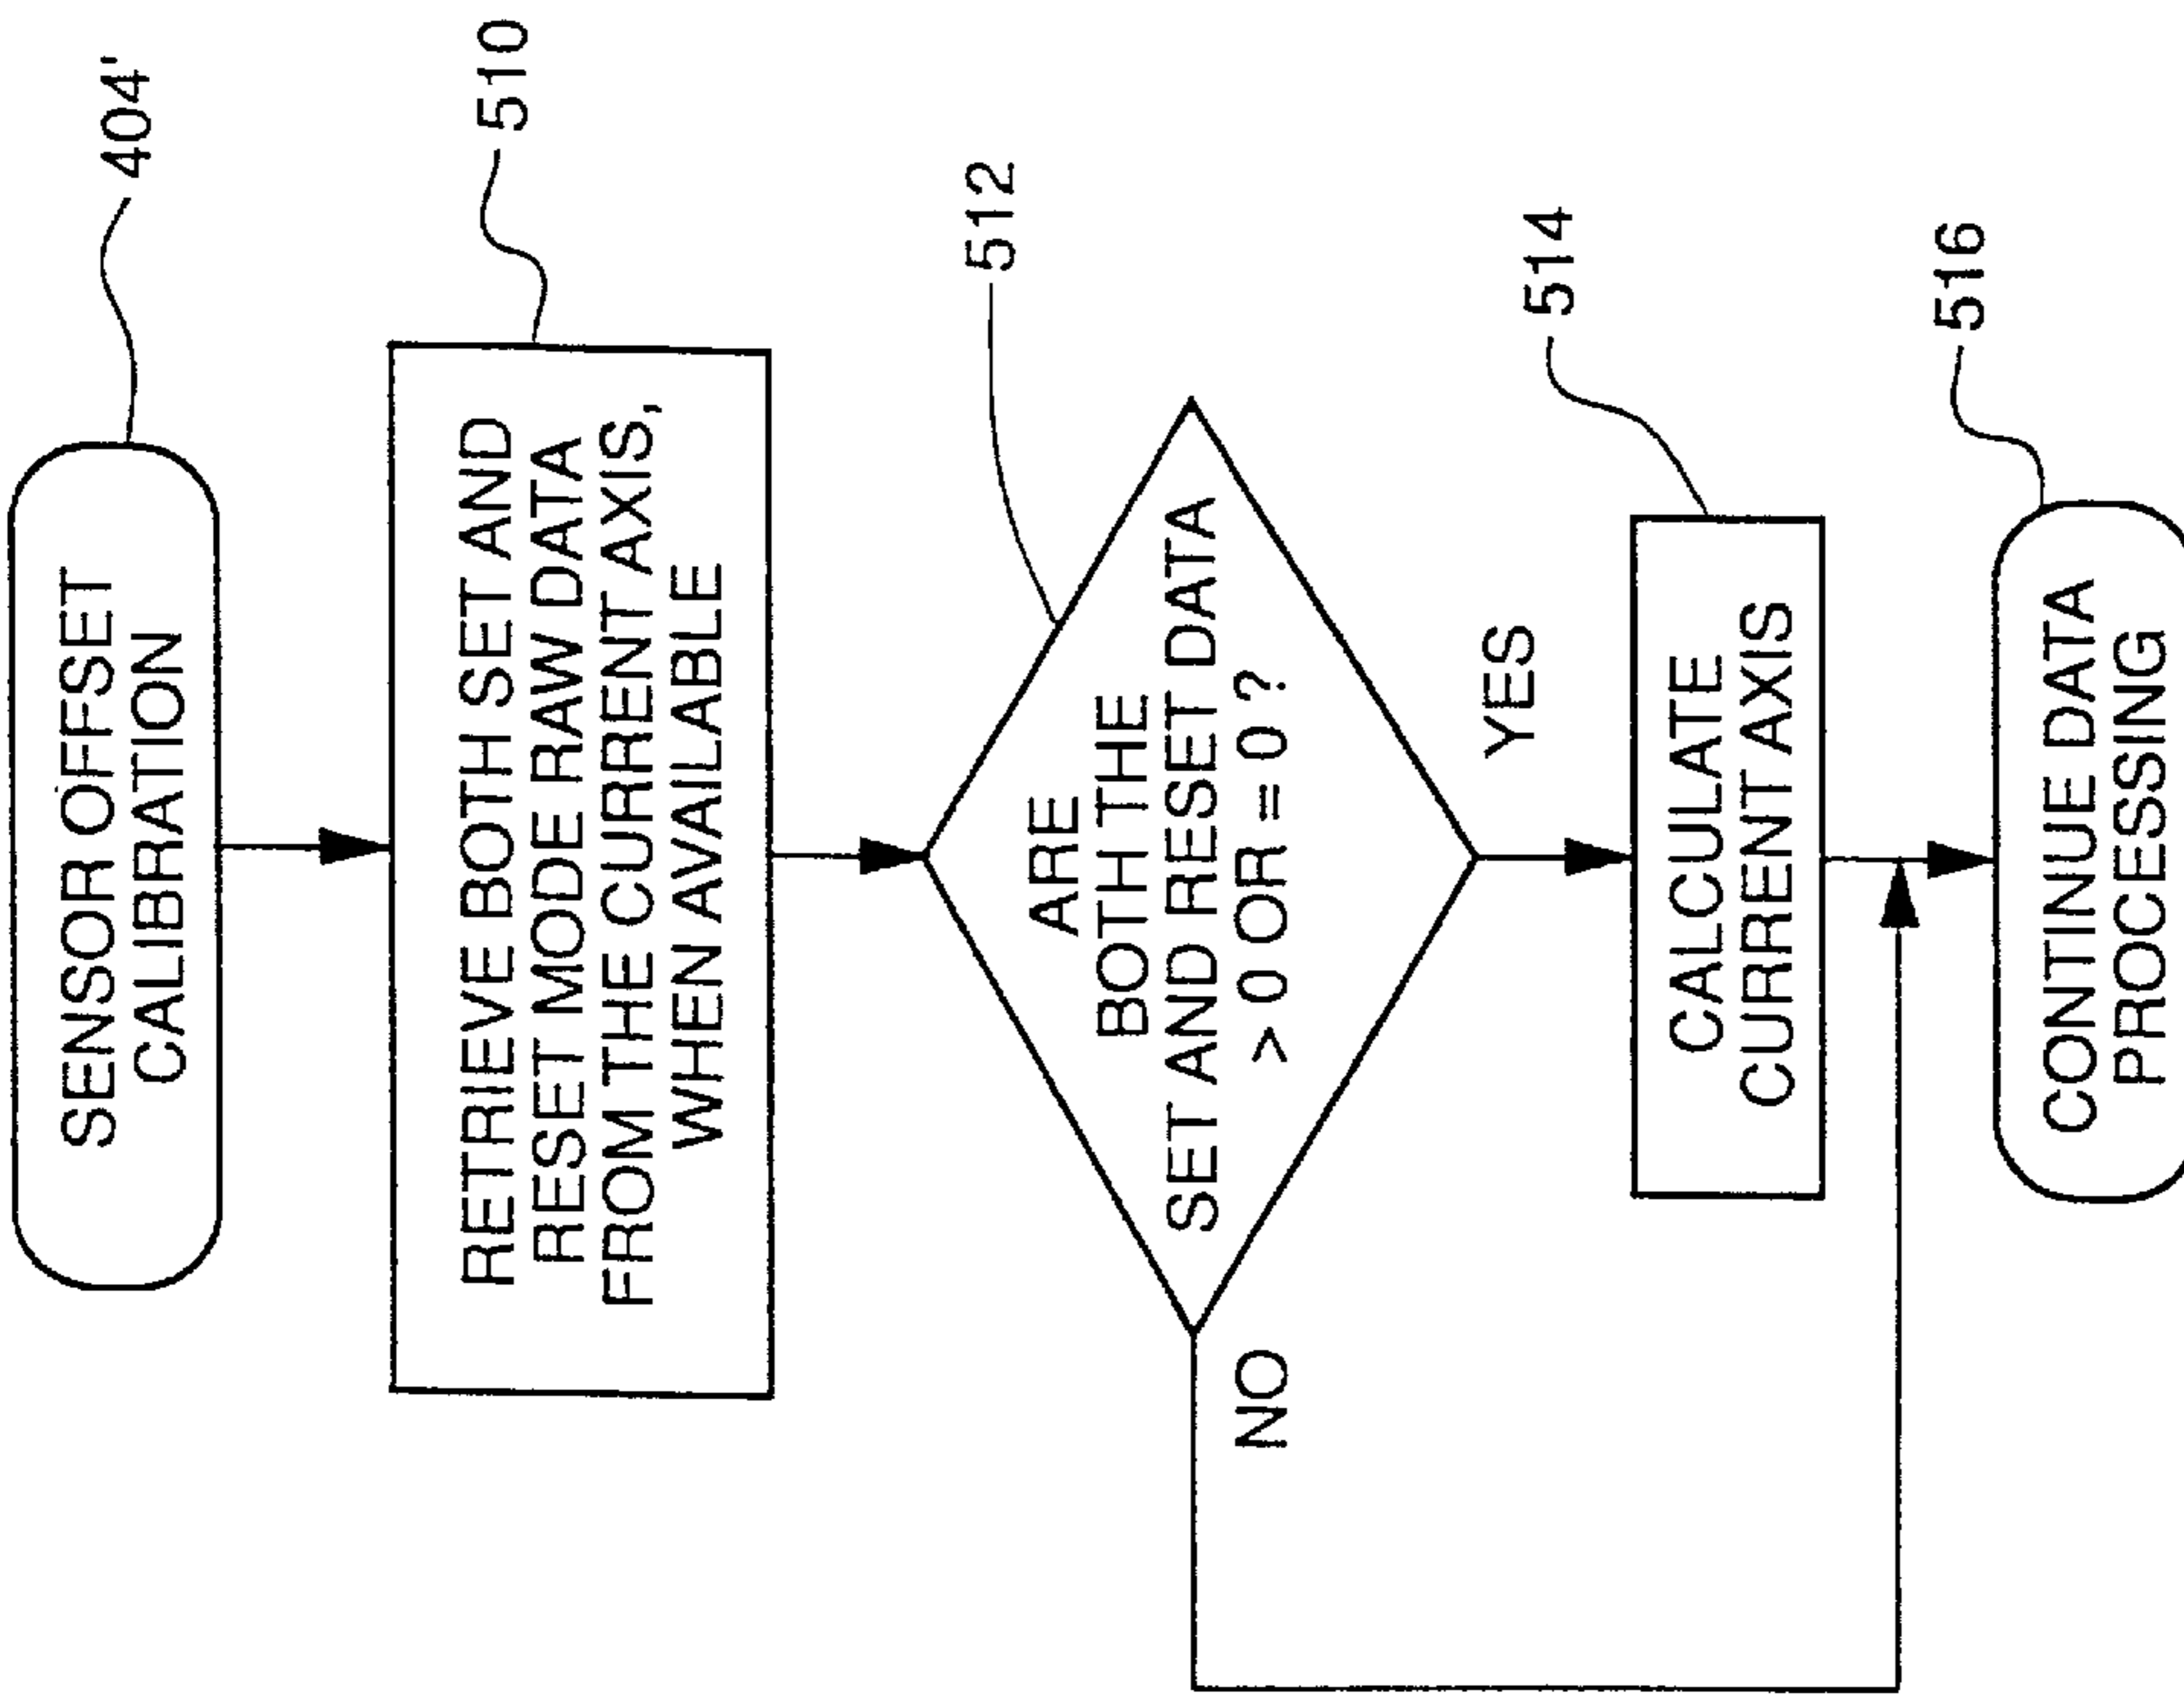 SENSOR OFFSET
CALIBRATION
404'
RETRIEVE BOTH SET AND
RESET MODE RAW DATA
FROM THE CURRENT AXIS,
WHEN AVAILABLE
510
ARE
BOTH THE
SET AND RESET DATA
> 0 OR = 0 ?
512
NO
YES
CALCULATE
CURRENT AXIS
514
CONTINUE DATA
PROCESSING
516